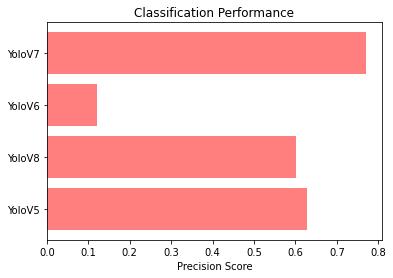 Classification Performance
YoloV7
YoloV6
YoloV8
YoloV5
0.0 0.1 0.2 0.3 0.4 0.5 0.6 0.7 0.8
Precision Score